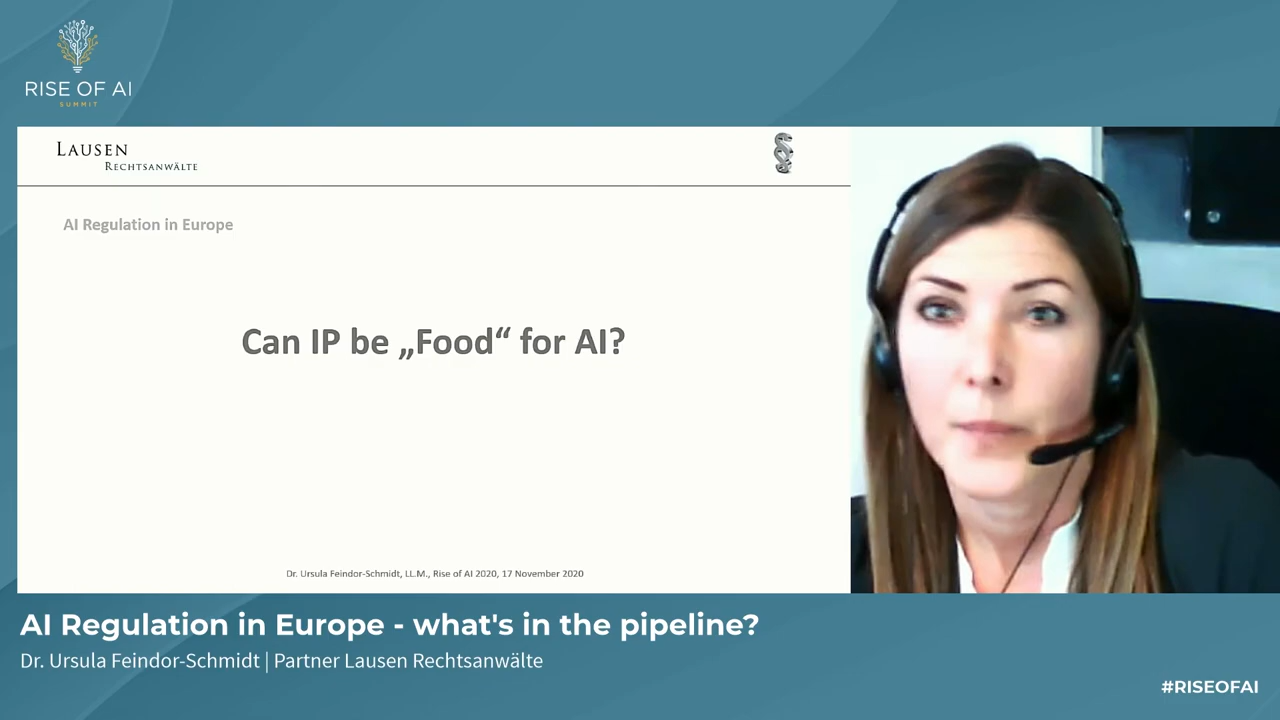 RISE OF AI
SUMMIT
LAUSEN
RECHTSANWÄLTE
AI Regulation in Europe
Can IP be „Food“ for AI?
Dr. Ursula Feindor-Schmidt, LL.M., Rise of AI 2020, 17 November 2020
AI Regulation in Europe - what's in the pipeline?
Dr. Ursula Feindor-Schmidt | Partner Lausen Rechtsanwälte
#RISEOFAI